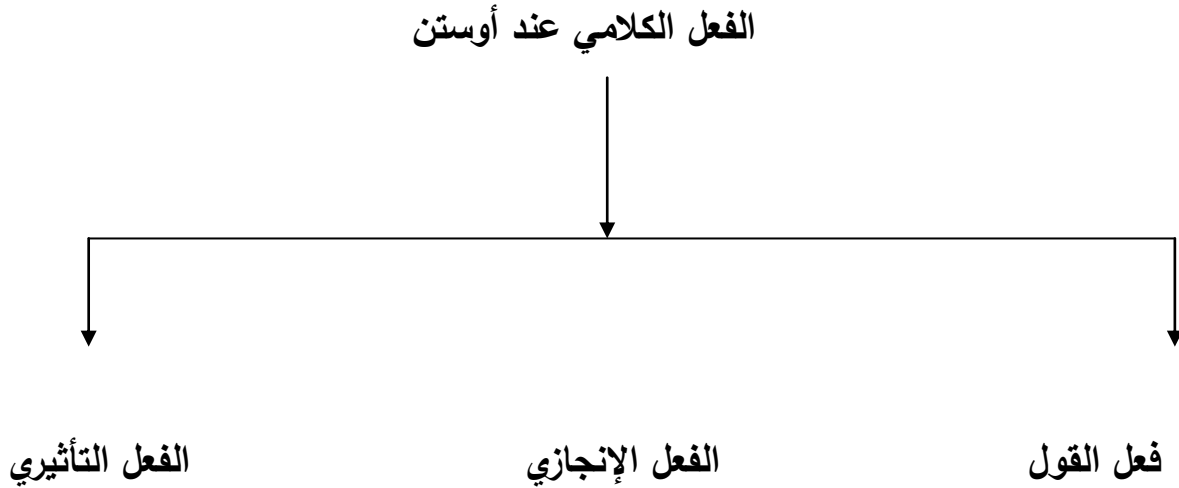 الفعل الكلامي عند أوستن
فعل القول الفعل الإنجازي الفعل التأثيري